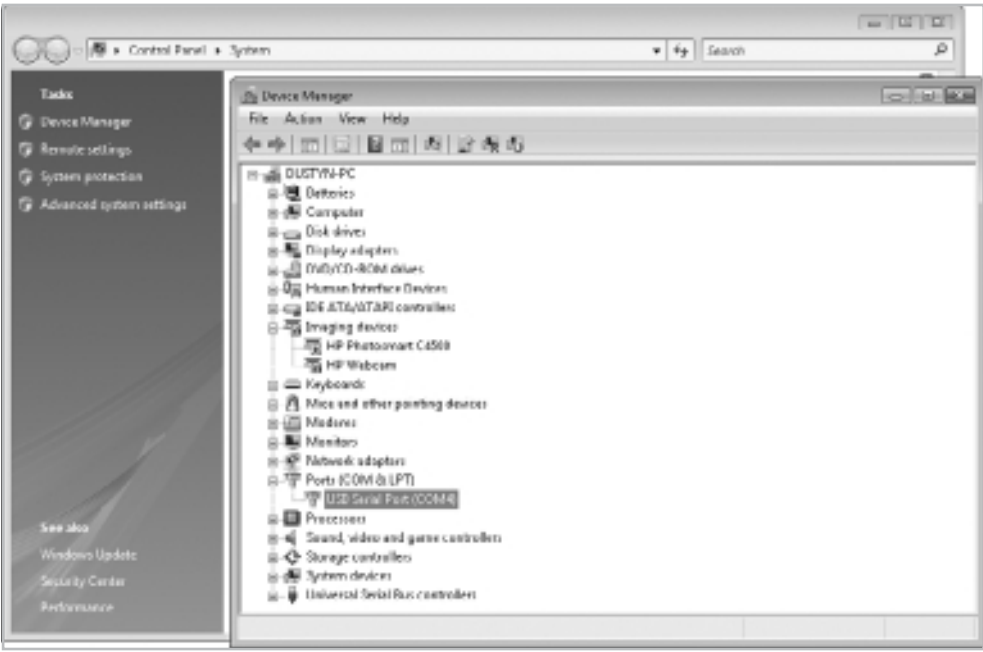 Control Panel
System
Search
Tasks
Device Manager
Remote settings
System protection
Advanced system settings
See also
Windows Update
Security Center
Performance
Device Manager
File Action View Help
DUSTYN-PC
Batteries
Computer
Disk drives
Display adapters
DVD/CD-ROM drives
Human Interface Devices
IDE ATA/ATAPI controllers
Imaging devices
HP Photosmart C4500
HP Webcam
Keyboards
Mice and other pointing devices
Modems
Monitors
Network adapters
Ports (COM & LPT)
USB Serial Port (COM4)
Processors
Sound, video and game controllers
Storage controllers
System devices
Universal Serial Bus controllers